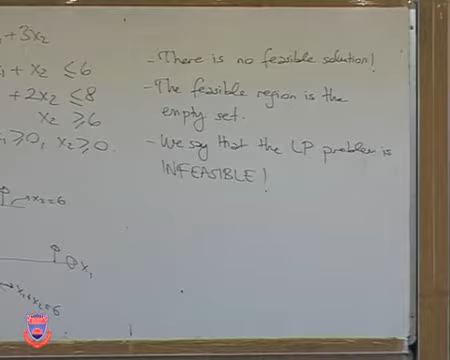 +3x₂
+ x₂ ≤6
+2x₂ ≤8
x₂ ≥6
≥0, x₂≥0.
x₂=6
x₁
x₁+x₂=6
- There is no feasible solution!
- The feasible region is the
empty set.
- We say that the LP problem is
INFEASIBLE!